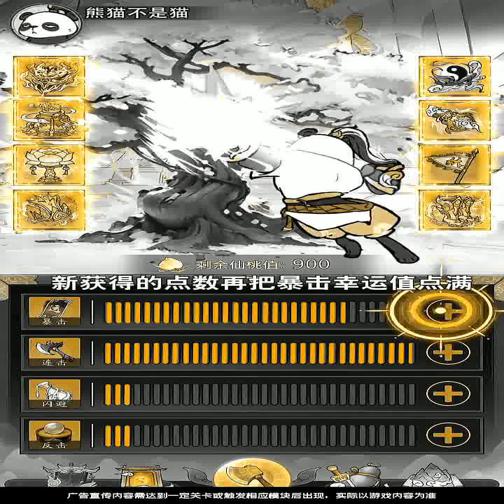 熊猫不是猫
剩余仙桃值：900
新获得的点数再把暴击幸运值点满
暴击
连击
闪避
反击
广告宣传内容需达到一定关卡或触发相应模块后出现，实际以游戏内容为准